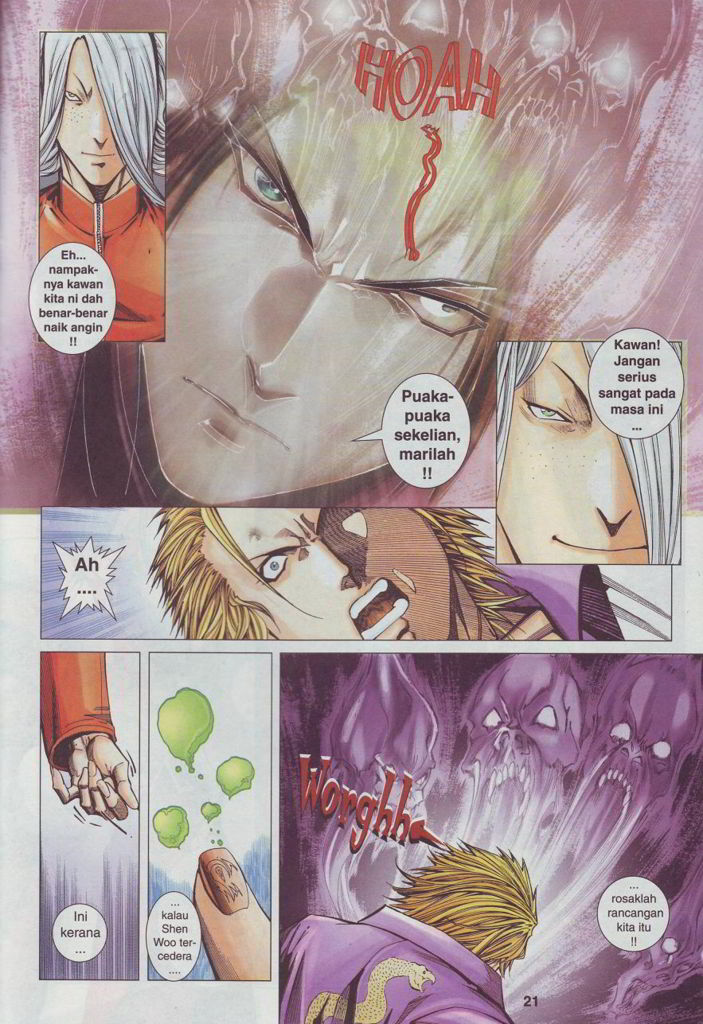 HOAH
Eh...
nampak-
nya kawan
kita ni dah
benar-benar
naik angin
!!
Puaka-
puaka
sekelian,
marilah
!!
Kawan!
Jangan
serius
sangat pada
masa ini
...
Ah
....
Ini
kerana
...
...
kalau
Shen
Woo ter-
cedera
....
Worghh
...
rosaklah
rancangan
kita itu
!!
21